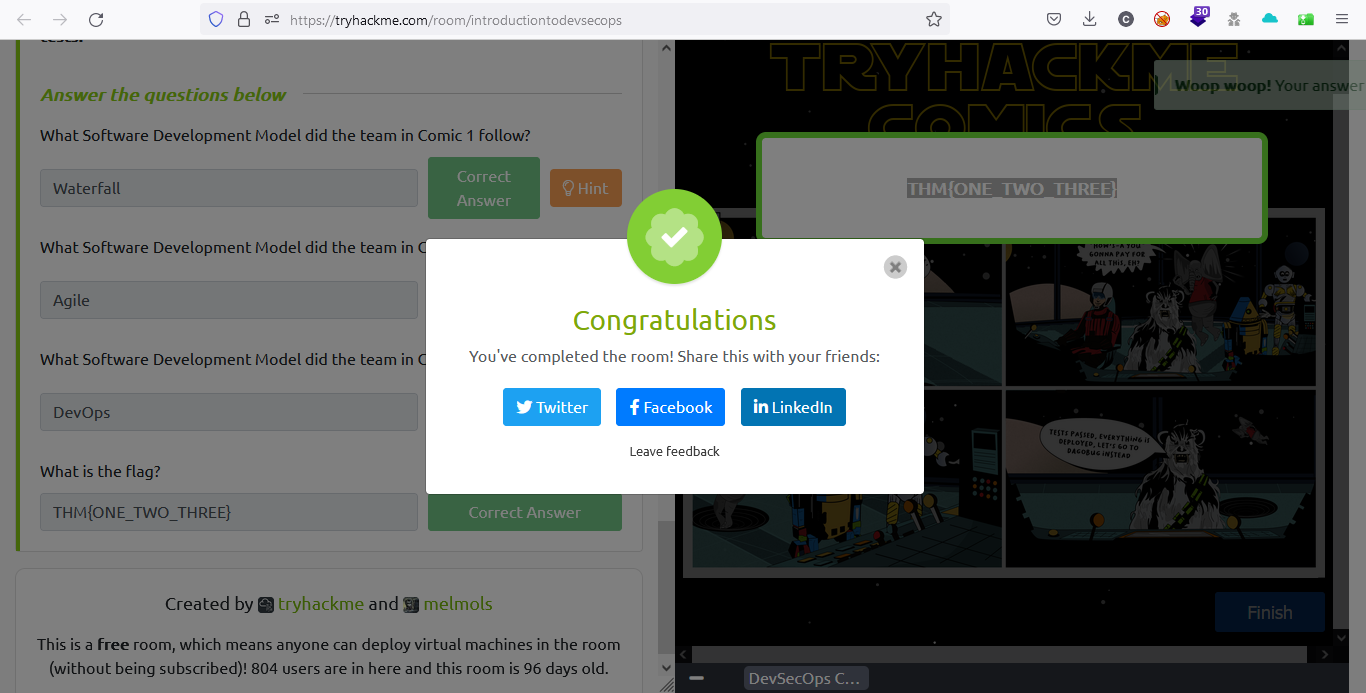 https://tryhackme.com/room/introductiontodevsecops
30
tests.
Answer the questions below
What Software Development Model did the team in Comic 1 follow?
Waterfall
Correct Answer
Hint
What Software Development Model did the team in C
Agile
What Software Development Model did the team in C
DevOps
What is the flag?
THM{ONE_TWO_THREE}
Correct Answer
Created by tryhackme and melmols
This is a free room, which means anyone can deploy virtual machines in the room
(without being subscribed)! 804 users are in here and this room is 96 days old.
TRYHACKME
COMICS
Woop woop! Your answer
THM{ONE_TWO_THREE}
HOW'S-A YOU
GONNA PAY FOR
ALL THIS, EH?
TESTS PASSED, EVERYTHING IS
DEPLOYED, LET'S GO TO
DAGOBUG INSTEAD
Finish
DevSecOps C...
Congratulations
You've completed the room! Share this with your friends:
Twitter
Facebook
LinkedIn
Leave feedback